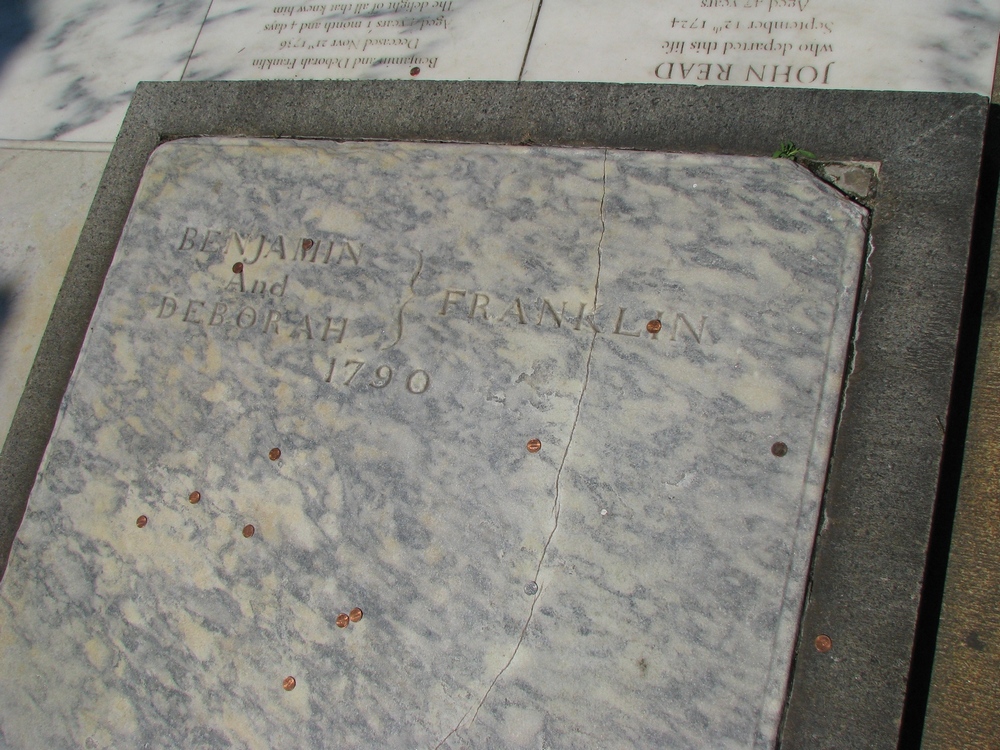 BENJAMIN
And
DEBORAH
FRANKLIN
1790
JOHN READ
who departed this life
September 12th 1724
Aged 47 years
Benjamin and Deborah Franklin
Deceased Novr 21 1736
Aged 4 years 1 month and 4 days
The delight of all that knew him